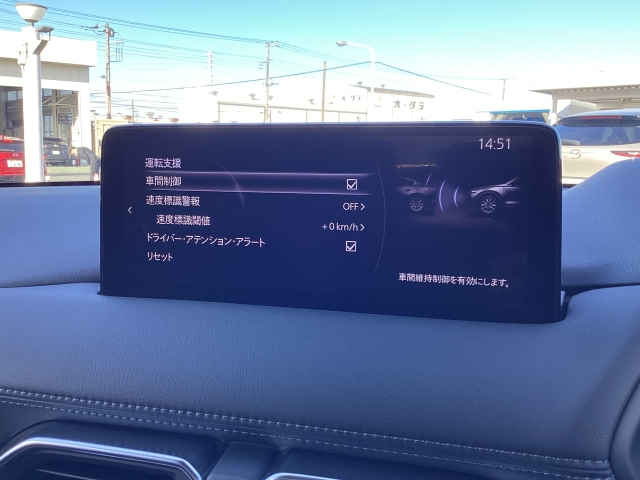 14:51
運転支援
車間制御
速度標識警報 OFF
速度標識閾値 +0 km/h
ドライバー・アテンション・アラート
リセット
車間維持制御を有効にします。